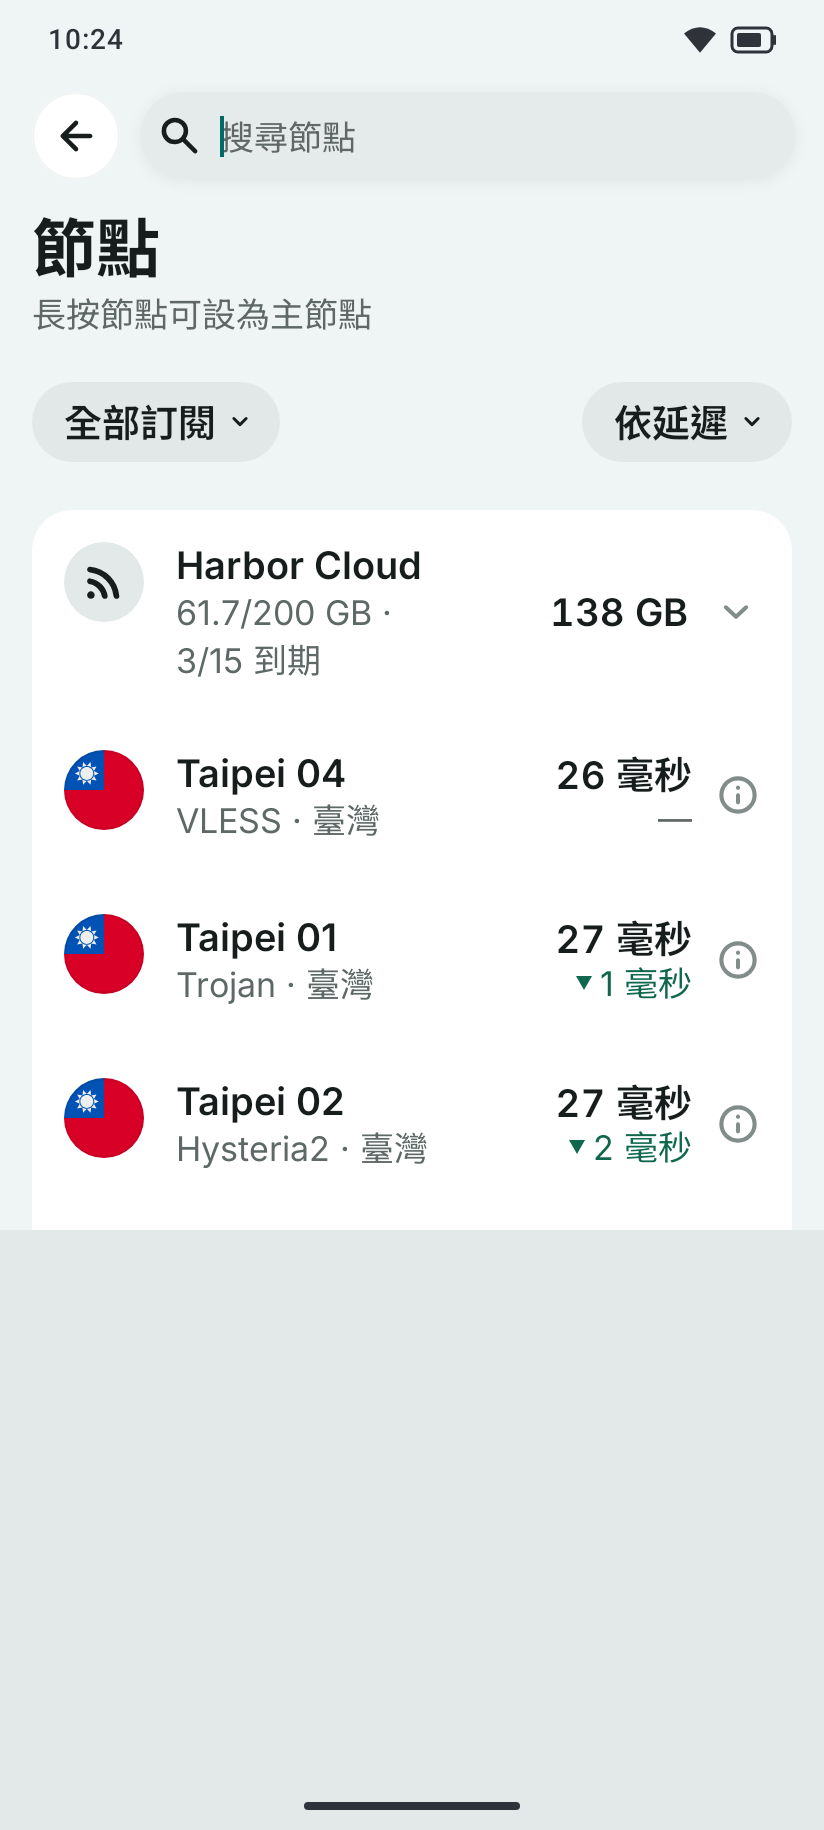 10:24
搜尋節點
節點
長按節點可設為主節點
全部訂閱
依延遲
Harbor Cloud
61.7/200 GB ·
3/15 到期
138 GB
Taipei 04
VLESS · 臺灣
26 毫秒
—
Taipei 01
Trojan · 臺灣
27 毫秒
▼1 毫秒
Taipei 02
Hysteria2 · 臺灣
27 毫秒
▼2 毫秒